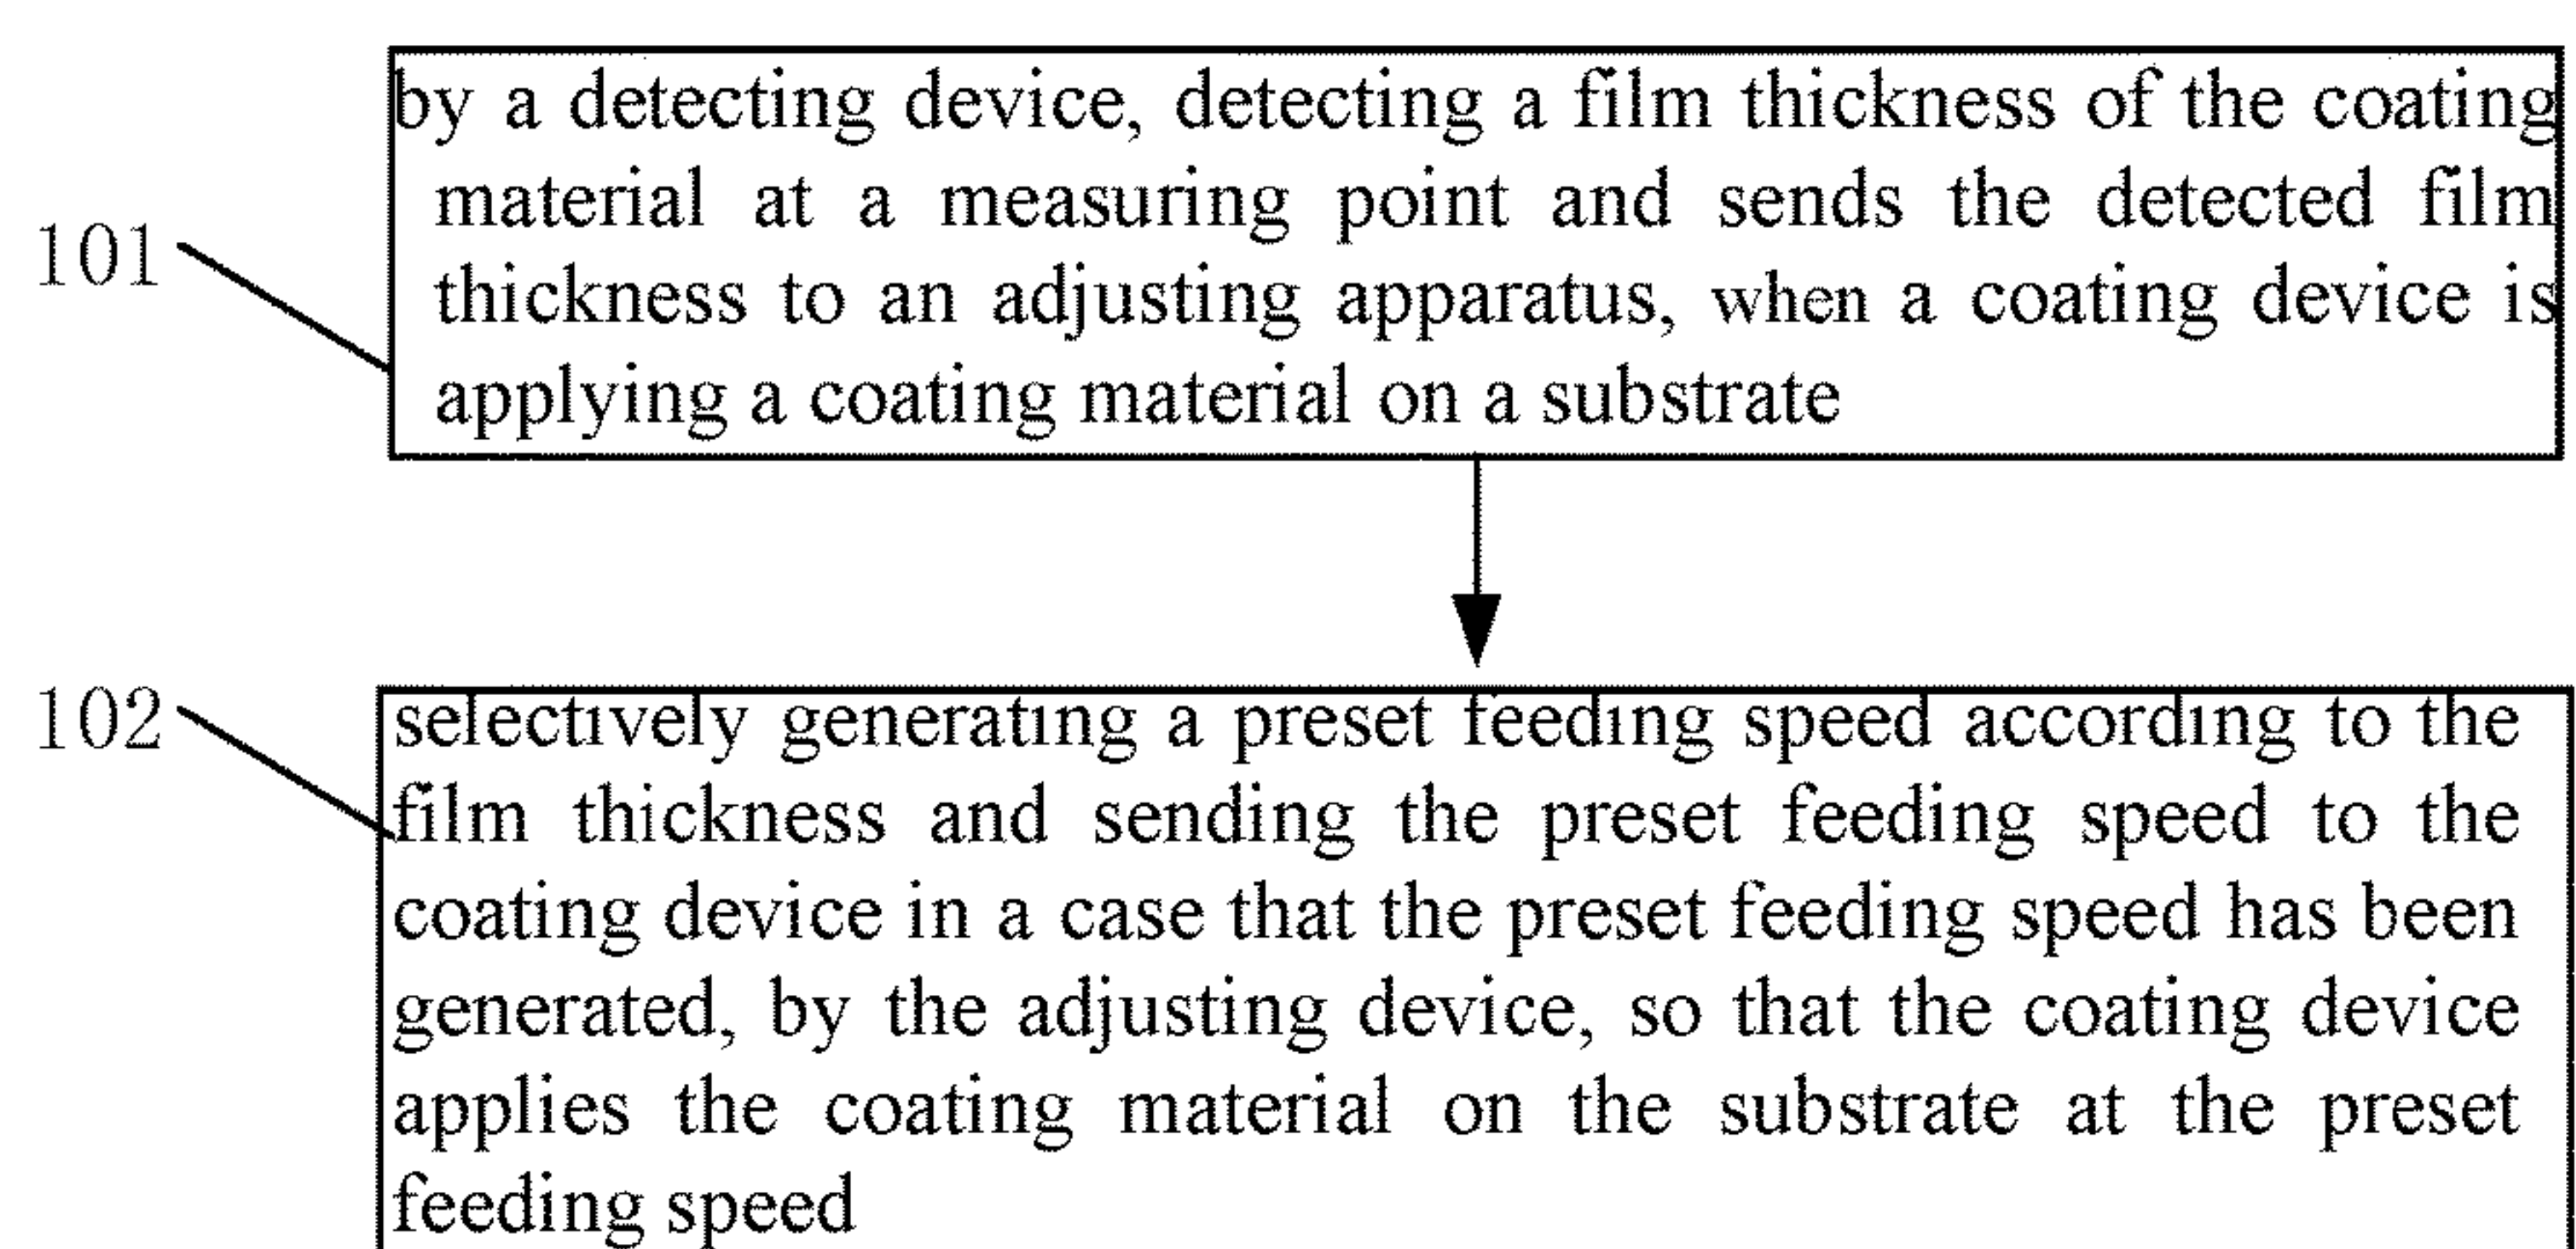 by a detecting device, detecting a film thickness of the coating
material at a measuring point and sends the detected film
101
thickness to an adjusting apparatus, when a coating device is
applying a coating material on a substrate
102
selectively generating a preset feeding speed according to the
film thickness and sending the preset feeding speed to the
coating device in a case that the preset feeding speed has been
generated, by the adjusting device, so that the coating device
applies the coating material on the substrate at the preset
feeding speed